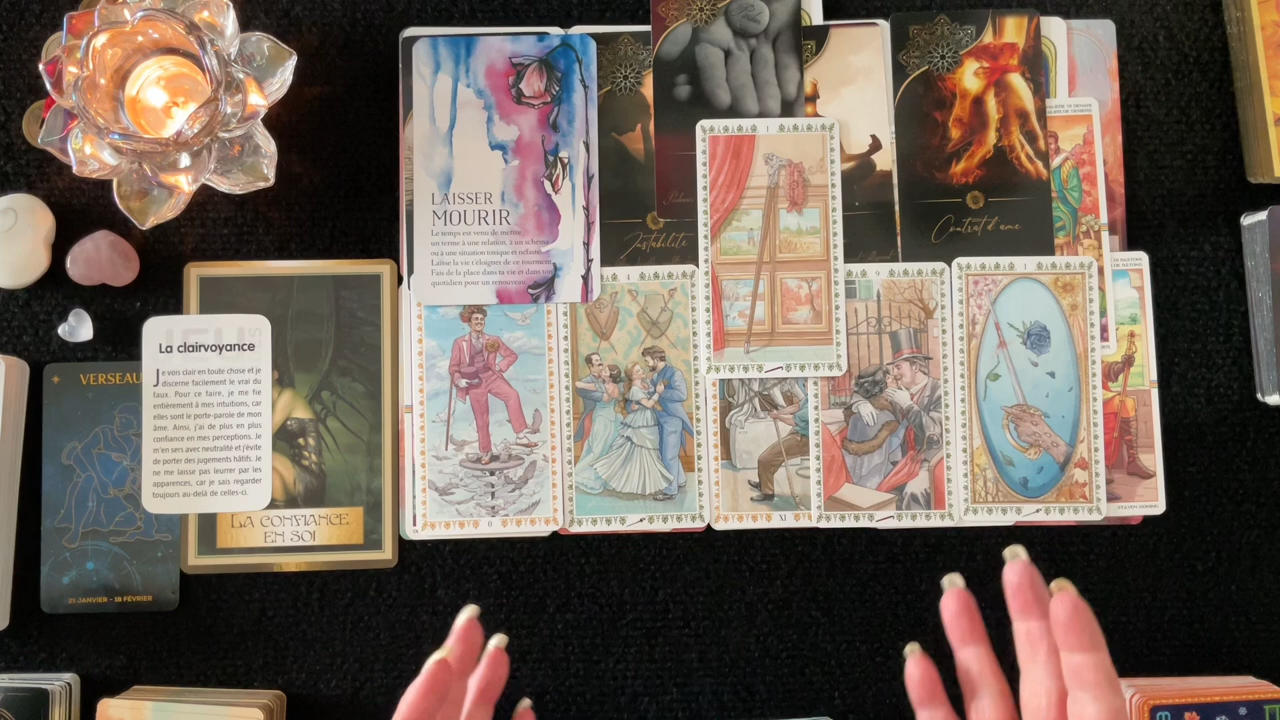 LAISSER
MOURIR
Le temps est venu de mettre
un terme à une relation, à un schéma
ou à une situation toxique et néfaste.
Laisse la vie t'éloigner de ce tourment.
Fais de la place dans ta vie et dans ton
quotidien pour un renouveau.
Instabilité
Contrat d'âme
La clairvoyance
Je vois clair en toute chose et je
discerne facilement le vrai du
faux. Pour ce faire, je me fie
entièrement à mes intuitions, car
elles sont le porte-parole de mon
âme. Ainsi, j'ai de plus en plus
confiance en mes perceptions. Je
m'en sers avec neutralité et j'évite
de porter des jugements hâtifs. Je
ne me laisse pas leurrer par les
apparences, car je sais regarder
toujours au-delà de celles-ci.
VERSEAU
21 JANVIER - 18 FÉVRIER
LA CONFIANCE
EN SOI
1
4
9
1
0
XI